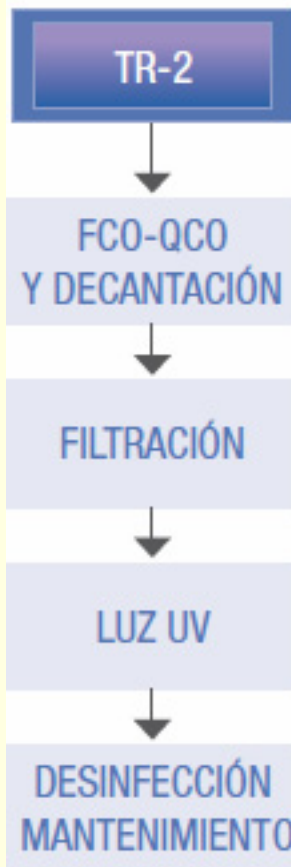 TR-2
FCO-QCO
Y DECANTACIÓN
FILTRACIÓN
LUZ UV
DESINFECCIÓN
MANTENIMIENTO